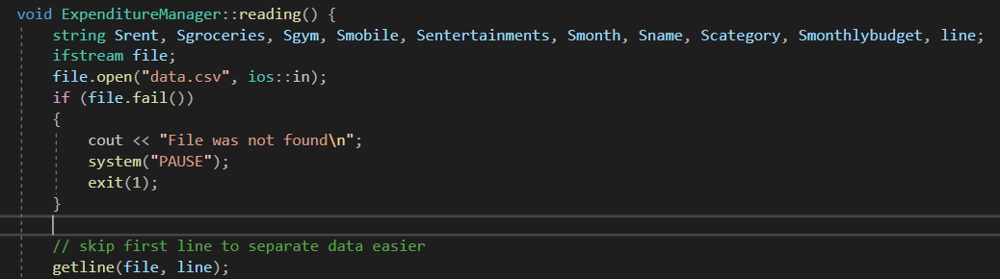 void ExpenditureManager::reading() {
string Srent, Sgroceries, Sgym, Smobile, Sentertainments, Smonth, Sname, Scategory, Smonthlybudget, line;
ifstream file;
file.open("data.csv", ios::in);
if (file.fail())
{
cout << "File was not found\n";
system("PAUSE");
exit(1);
}
// skip first line to separate data easier
getline(file, line);